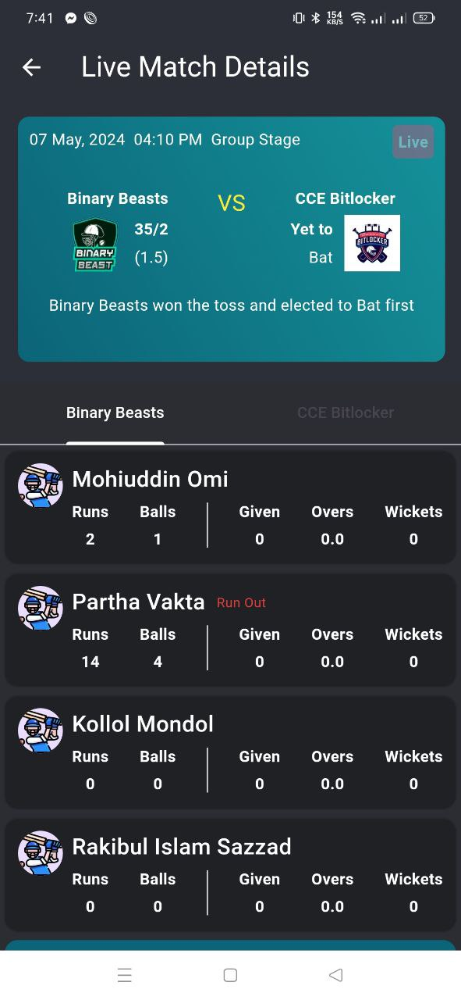 7:41 154 KB/S 52
Live Match Details
07 May, 2024 04:10 PM Group Stage Live
Binary Beasts VS CCE Bitlocker
35/2 Yet to
(1.5) Bat
BINARY BEAST
BITLOCKER
Binary Beasts won the toss and elected to Bat first
Binary Beasts CCE Bitlocker
Mohiuddin Omi
Runs Balls Given Overs Wickets
2 1 0 0.0 0
Partha Vakta Run Out
Runs Balls Given Overs Wickets
14 4 0 0.0 0
Kollol Mondol
Runs Balls Given Overs Wickets
0 0 0 0.0 0
Rakibul Islam Sazzad
Runs Balls Given Overs Wickets
0 0 0 0.0 0